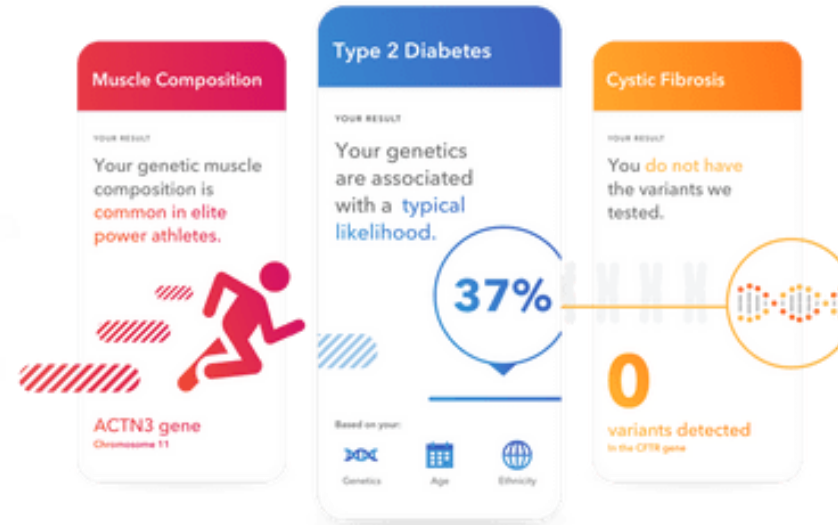 Muscle Composition
YOUR RESULT
Your genetic muscle
composition is
common in elite
power athletes.
ACTN3 gene
Chromosome 11
Type 2 Diabetes
YOUR RESULT
Your genetics
are associated
with a typical
likelihood.
37%
Based on your:
Genetics
Age
Ethnicity
Cystic Fibrosis
YOUR RESULT
You do not have
the variants we
tested.
0
variants detected
In the CFTR gene